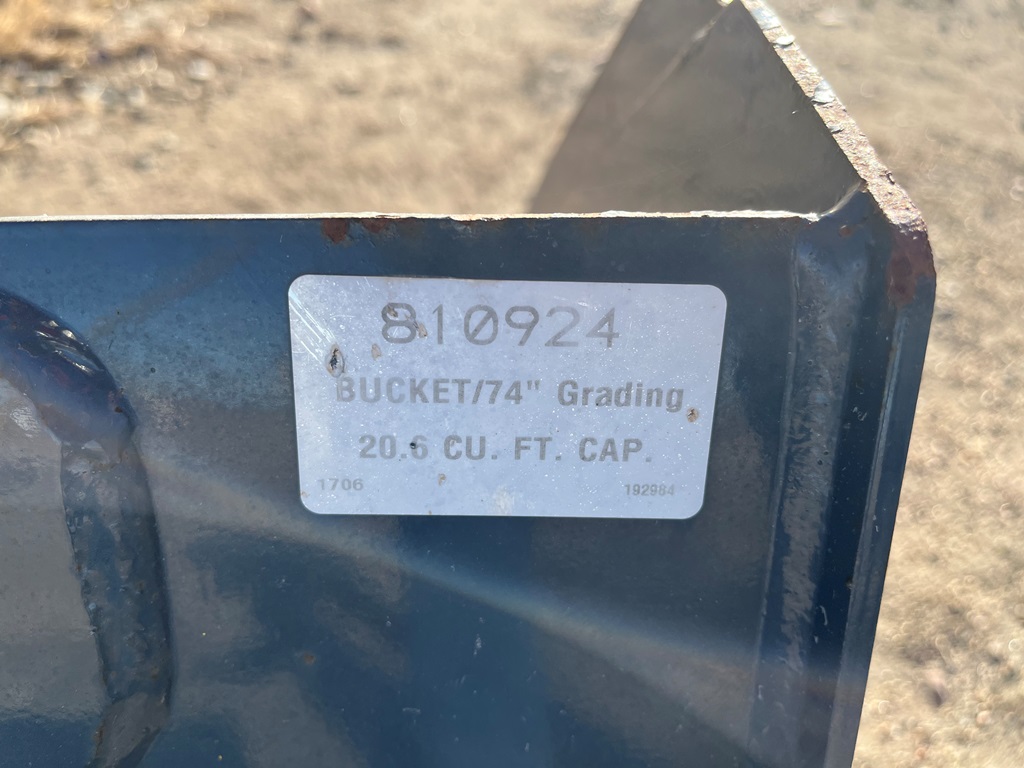 810924
BUCKET/74" Grading
20.6 CU. FT. CAP.
1706 192984